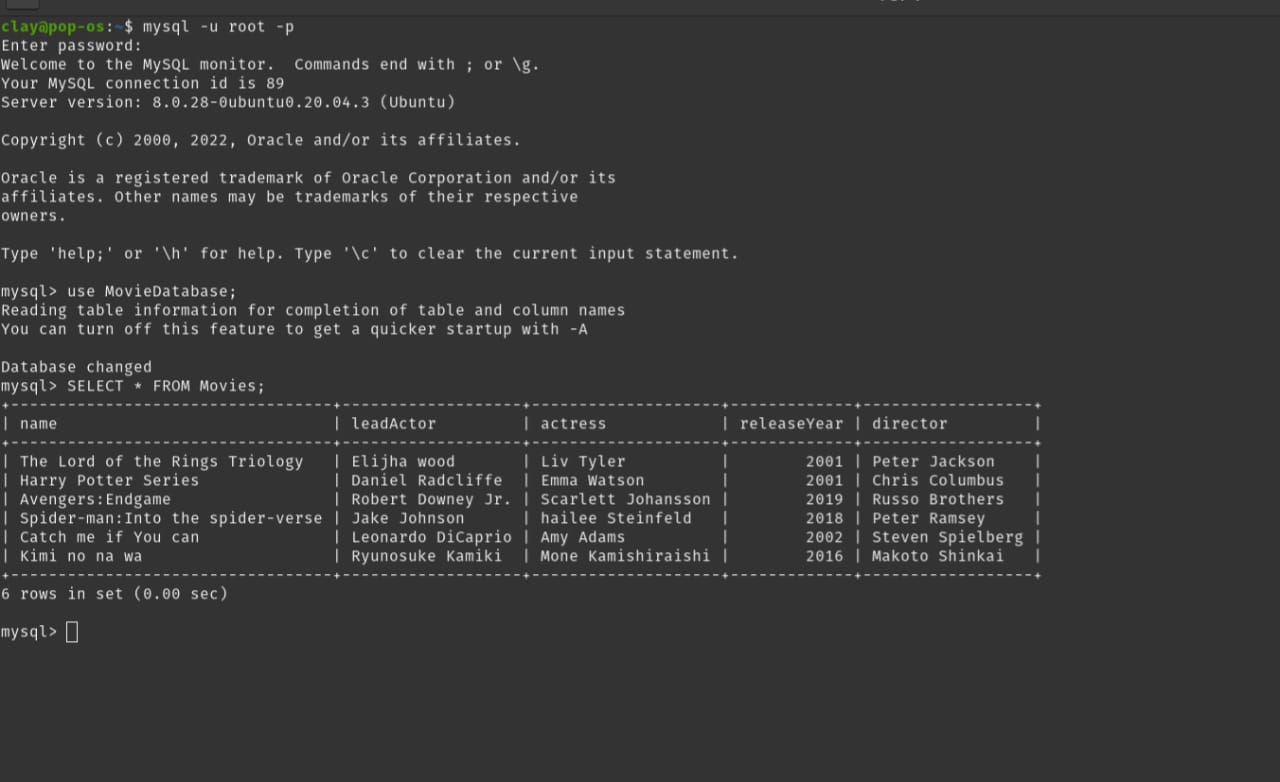 clay@pop-os:~$ mysql -u root -p
Enter password:
Welcome to the MySQL monitor.  Commands end with ; or \g.
Your MySQL connection id is 89
Server version: 8.0.28-0ubuntu0.20.04.3 (Ubuntu)
Copyright (c) 2000, 2022, Oracle and/or its affiliates.
Oracle is a registered trademark of Oracle Corporation and/or its
affiliates. Other names may be trademarks of their respective
owners.
Type 'help;' or '\h' for help. Type '\c' to clear the current input statement.
mysql> use MovieDatabase;
Reading table information for completion of table and column names
You can turn off this feature to get a quicker startup with -A
Database changed
mysql> SELECT * FROM Movies;
+----------------------------------+-------------------+--------------------+-------------+------------------+
| name                             | leadActor         | actress            | releaseYear | director         |
+----------------------------------+-------------------+--------------------+-------------+------------------+
| The Lord of the Rings Triology   | Elijha wood       | Liv Tyler          |        2001 | Peter Jackson    |
| Harry Potter Series              | Daniel Radcliffe  | Emma Watson        |        2001 | Chris Columbus   |
| Avengers:Endgame                 | Robert Downey Jr. | Scarlett Johansson |        2019 | Russo Brothers   |
| Spider-man:Into the spider-verse | Jake Johnson      | hailee Steinfeld   |        2018 | Peter Ramsey     |
| Catch me if You can              | Leonardo DiCaprio | Amy Adams          |        2002 | Steven Spielberg |
| Kimi no na wa                    | Ryunosuke Kamiki  | Mone Kamishiraishi |        2016 | Makoto Shinkai   |
+----------------------------------+-------------------+--------------------+-------------+------------------+
6 rows in set (0.00 sec)
mysql>